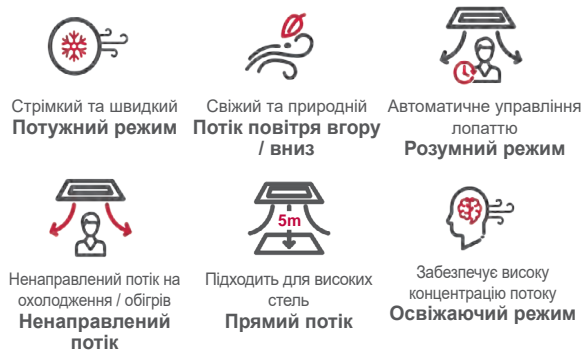 Стрімкий та швидкий
Потужний режим
Свіжий та природній
Потік повітря вгору
/ вниз
Автоматичне управління
лопаттю
Розумний режим
Ненаправлений потік на
охолодження / обігрів
Ненаправлений
потік
5m
Підходить для високих
стель
Прямий потік
Забезпечує високу
концентрацію потоку
Освіжаючий режим